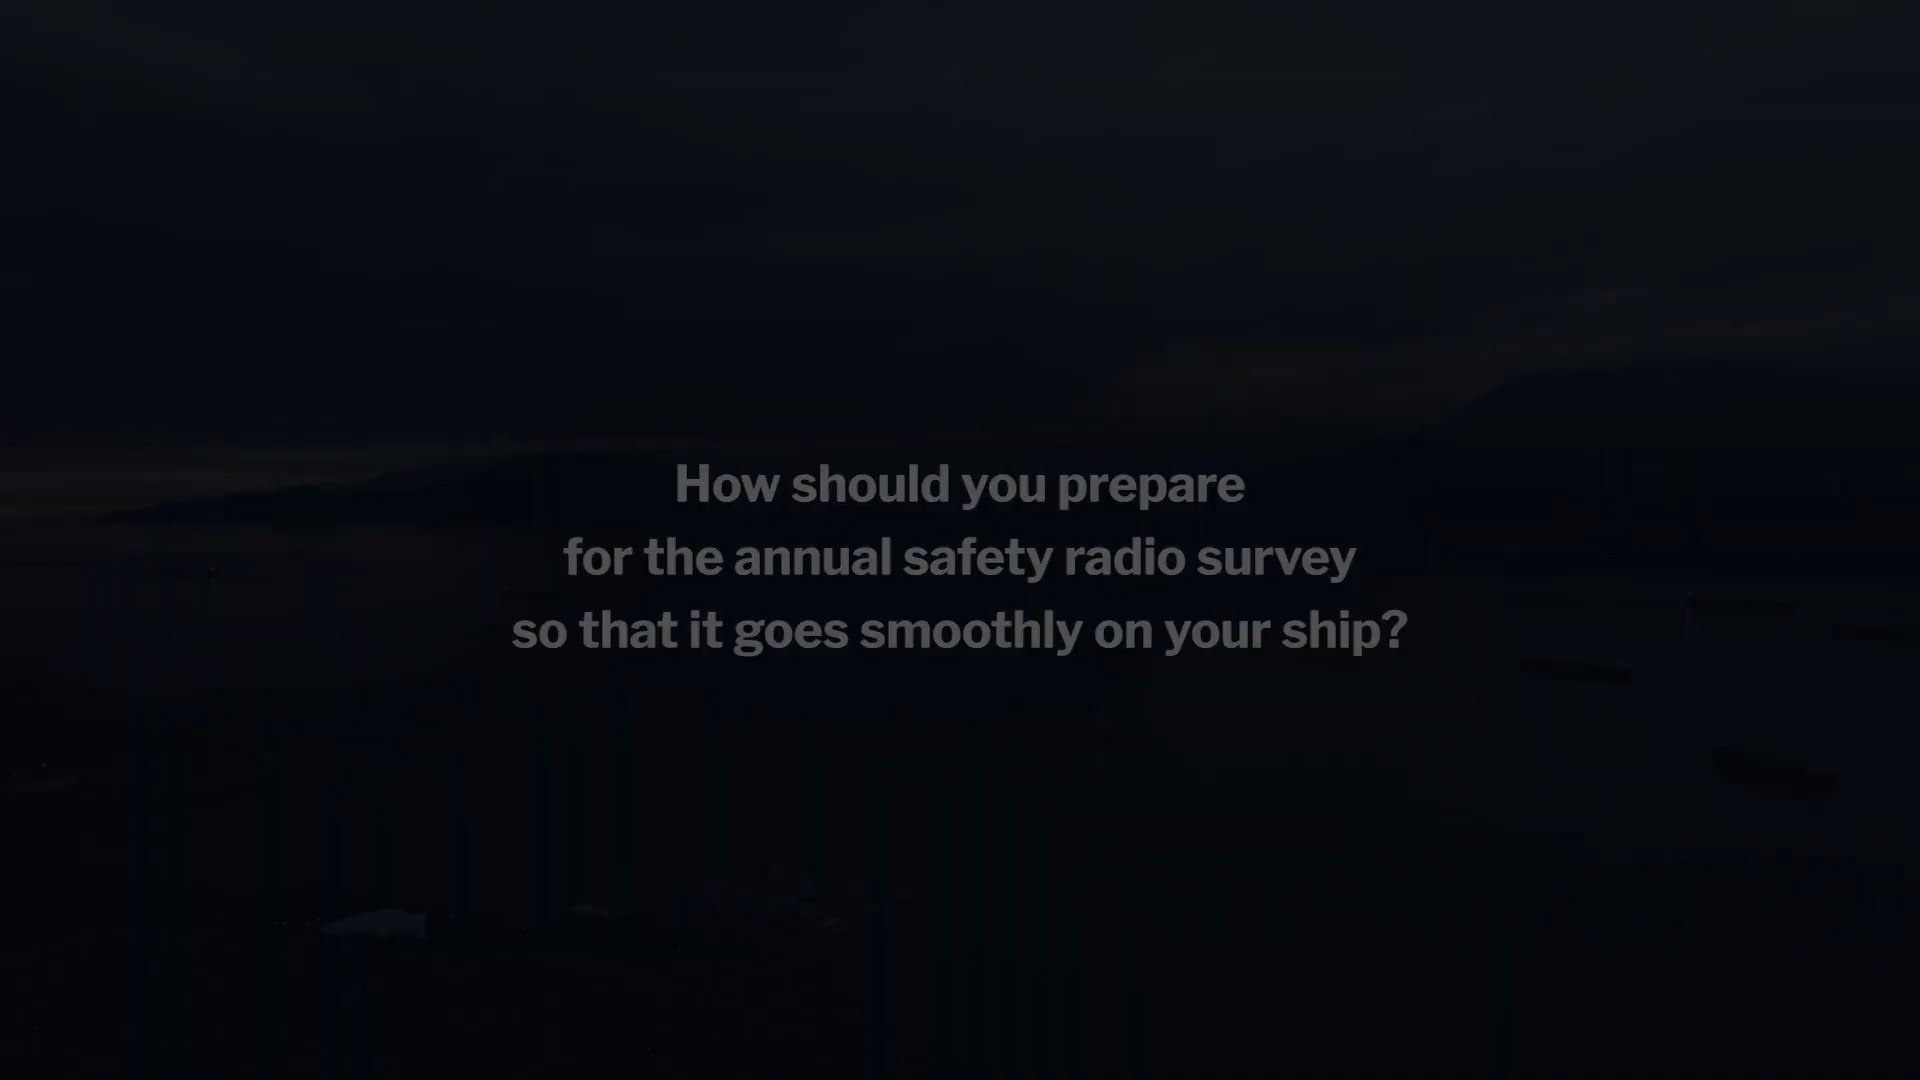 How should you prepare
for the annual safety radio survey
so that it goes smoothly on your ship?